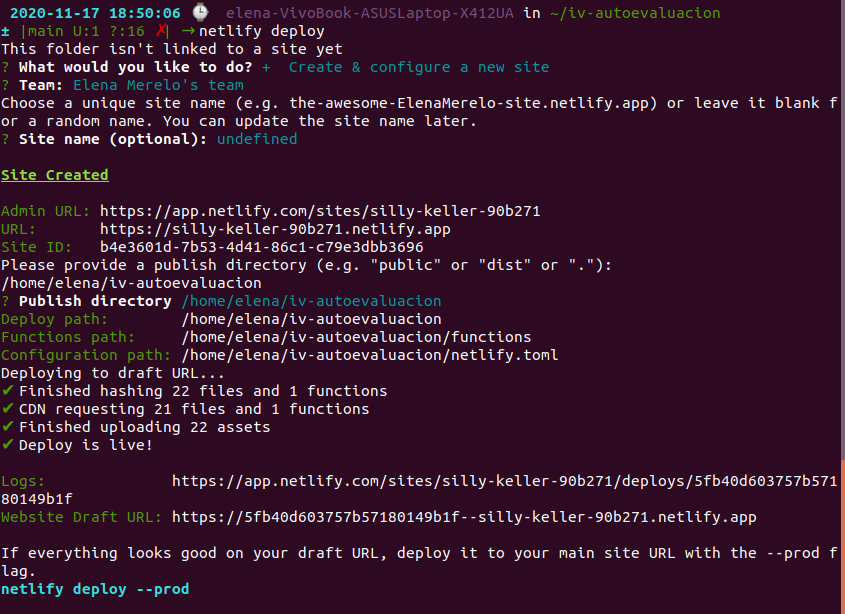 2020-11-17 18:50:06 ⌚ elena-VivoBook-ASUSLaptop-X412UA in ~/iv-autoevaluacion
± |main U:1 ?:16 ✗| →netlify deploy
This folder isn't linked to a site yet
? What would you like to do? + Create & configure a new site
? Team: Elena Merelo's team
Choose a unique site name (e.g. the-awesome-ElenaMerelo-site.netlify.app) or leave it blank f
or a random name. You can update the site name later.
? Site name (optional): undefined
Site Created
Admin URL: https://app.netlify.com/sites/silly-keller-90b271
URL: https://silly-keller-90b271.netlify.app
Site ID: b4e3601d-7b53-4d41-86c1-c79e3dbb3696
Please provide a publish directory (e.g. "public" or "dist" or "."):
/home/elena/iv-autoevaluacion
? Publish directory /home/elena/iv-autoevaluacion
Deploy path: /home/elena/iv-autoevaluacion
Functions path: /home/elena/iv-autoevaluacion/functions
Configuration path: /home/elena/iv-autoevaluacion/netlify.toml
Deploying to draft URL...
✔ Finished hashing 22 files and 1 functions
✔ CDN requesting 21 files and 1 functions
✔ Finished uploading 22 assets
✔ Deploy is live!
Logs: https://app.netlify.com/sites/silly-keller-90b271/deploys/5fb40d603757b571
80149b1f
Website Draft URL: https://5fb40d603757b57180149b1f--silly-keller-90b271.netlify.app
If everything looks good on your draft URL, deploy it to your main site URL with the --prod f
lag.
netlify deploy --prod